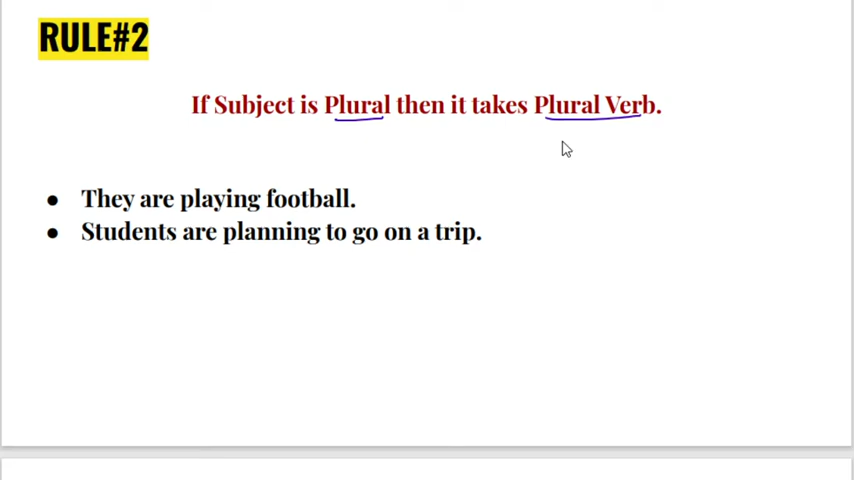 RULE#2
If Subject is Plural then it takes Plural Verb.
● They are playing football.
● Students are planning to go on a trip.